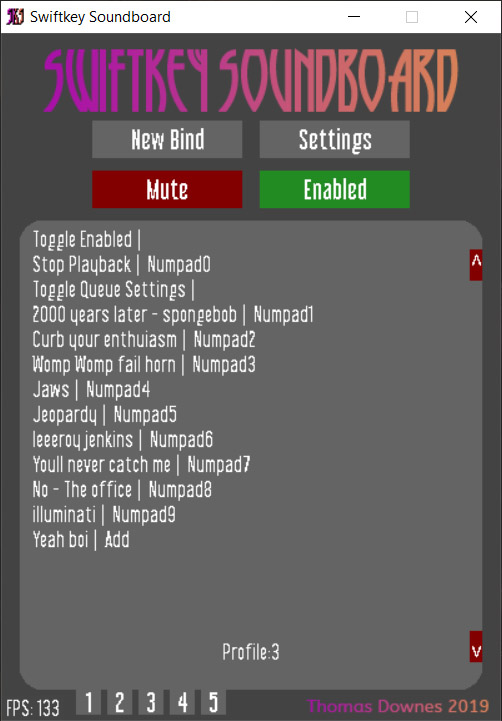 Swiftkey Soundboard
SWIFTKEY SOUNDBOARD
New Bind Settings
Mute Enabled
Toggle Enabled |
Stop Playback | Numpad0
Toggle Queue Settings |
2000 years later - spongebob | Numpad1
Curb your enthuiasm | Numpad2
Womp Womp fail horn | Numpad3
Jaws | Numpad4
Jeopardy | Numpad5
leeeroy jenkins | Numpad6
Youll never catch me | Numpad7
No - The office | Numpad8
illuminati | Numpad9
Yeah boi | Add
Profile:3
FPS: 133 1 2 3 4 5 Thomas Downes 2019